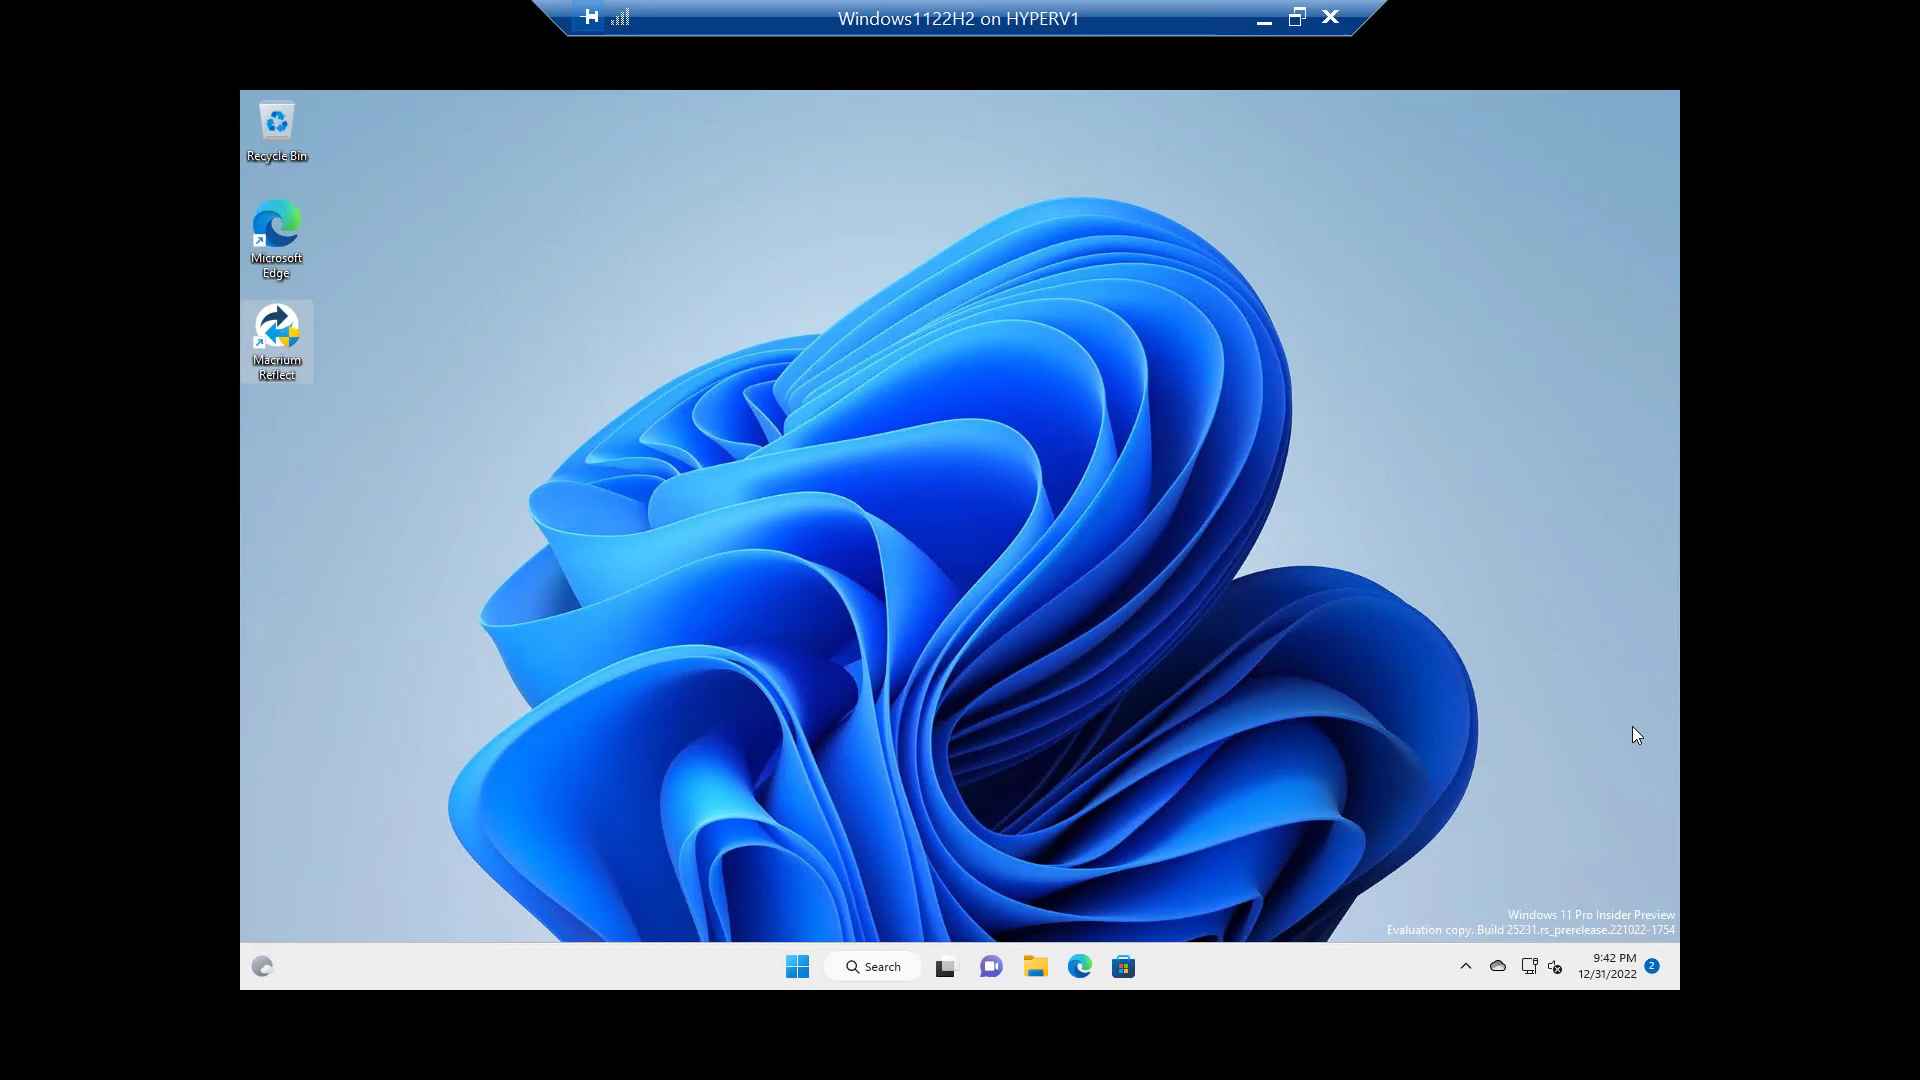 Windows1122H2 on HYPERV1
Recycle Bin
Microsoft
Edge
Macrium
Reflect
Windows 11 Pro Insider Preview
Evaluation copy. Build 25231.rs_prerelease.221022-1754
Search
9:42 PM
12/31/2022
2